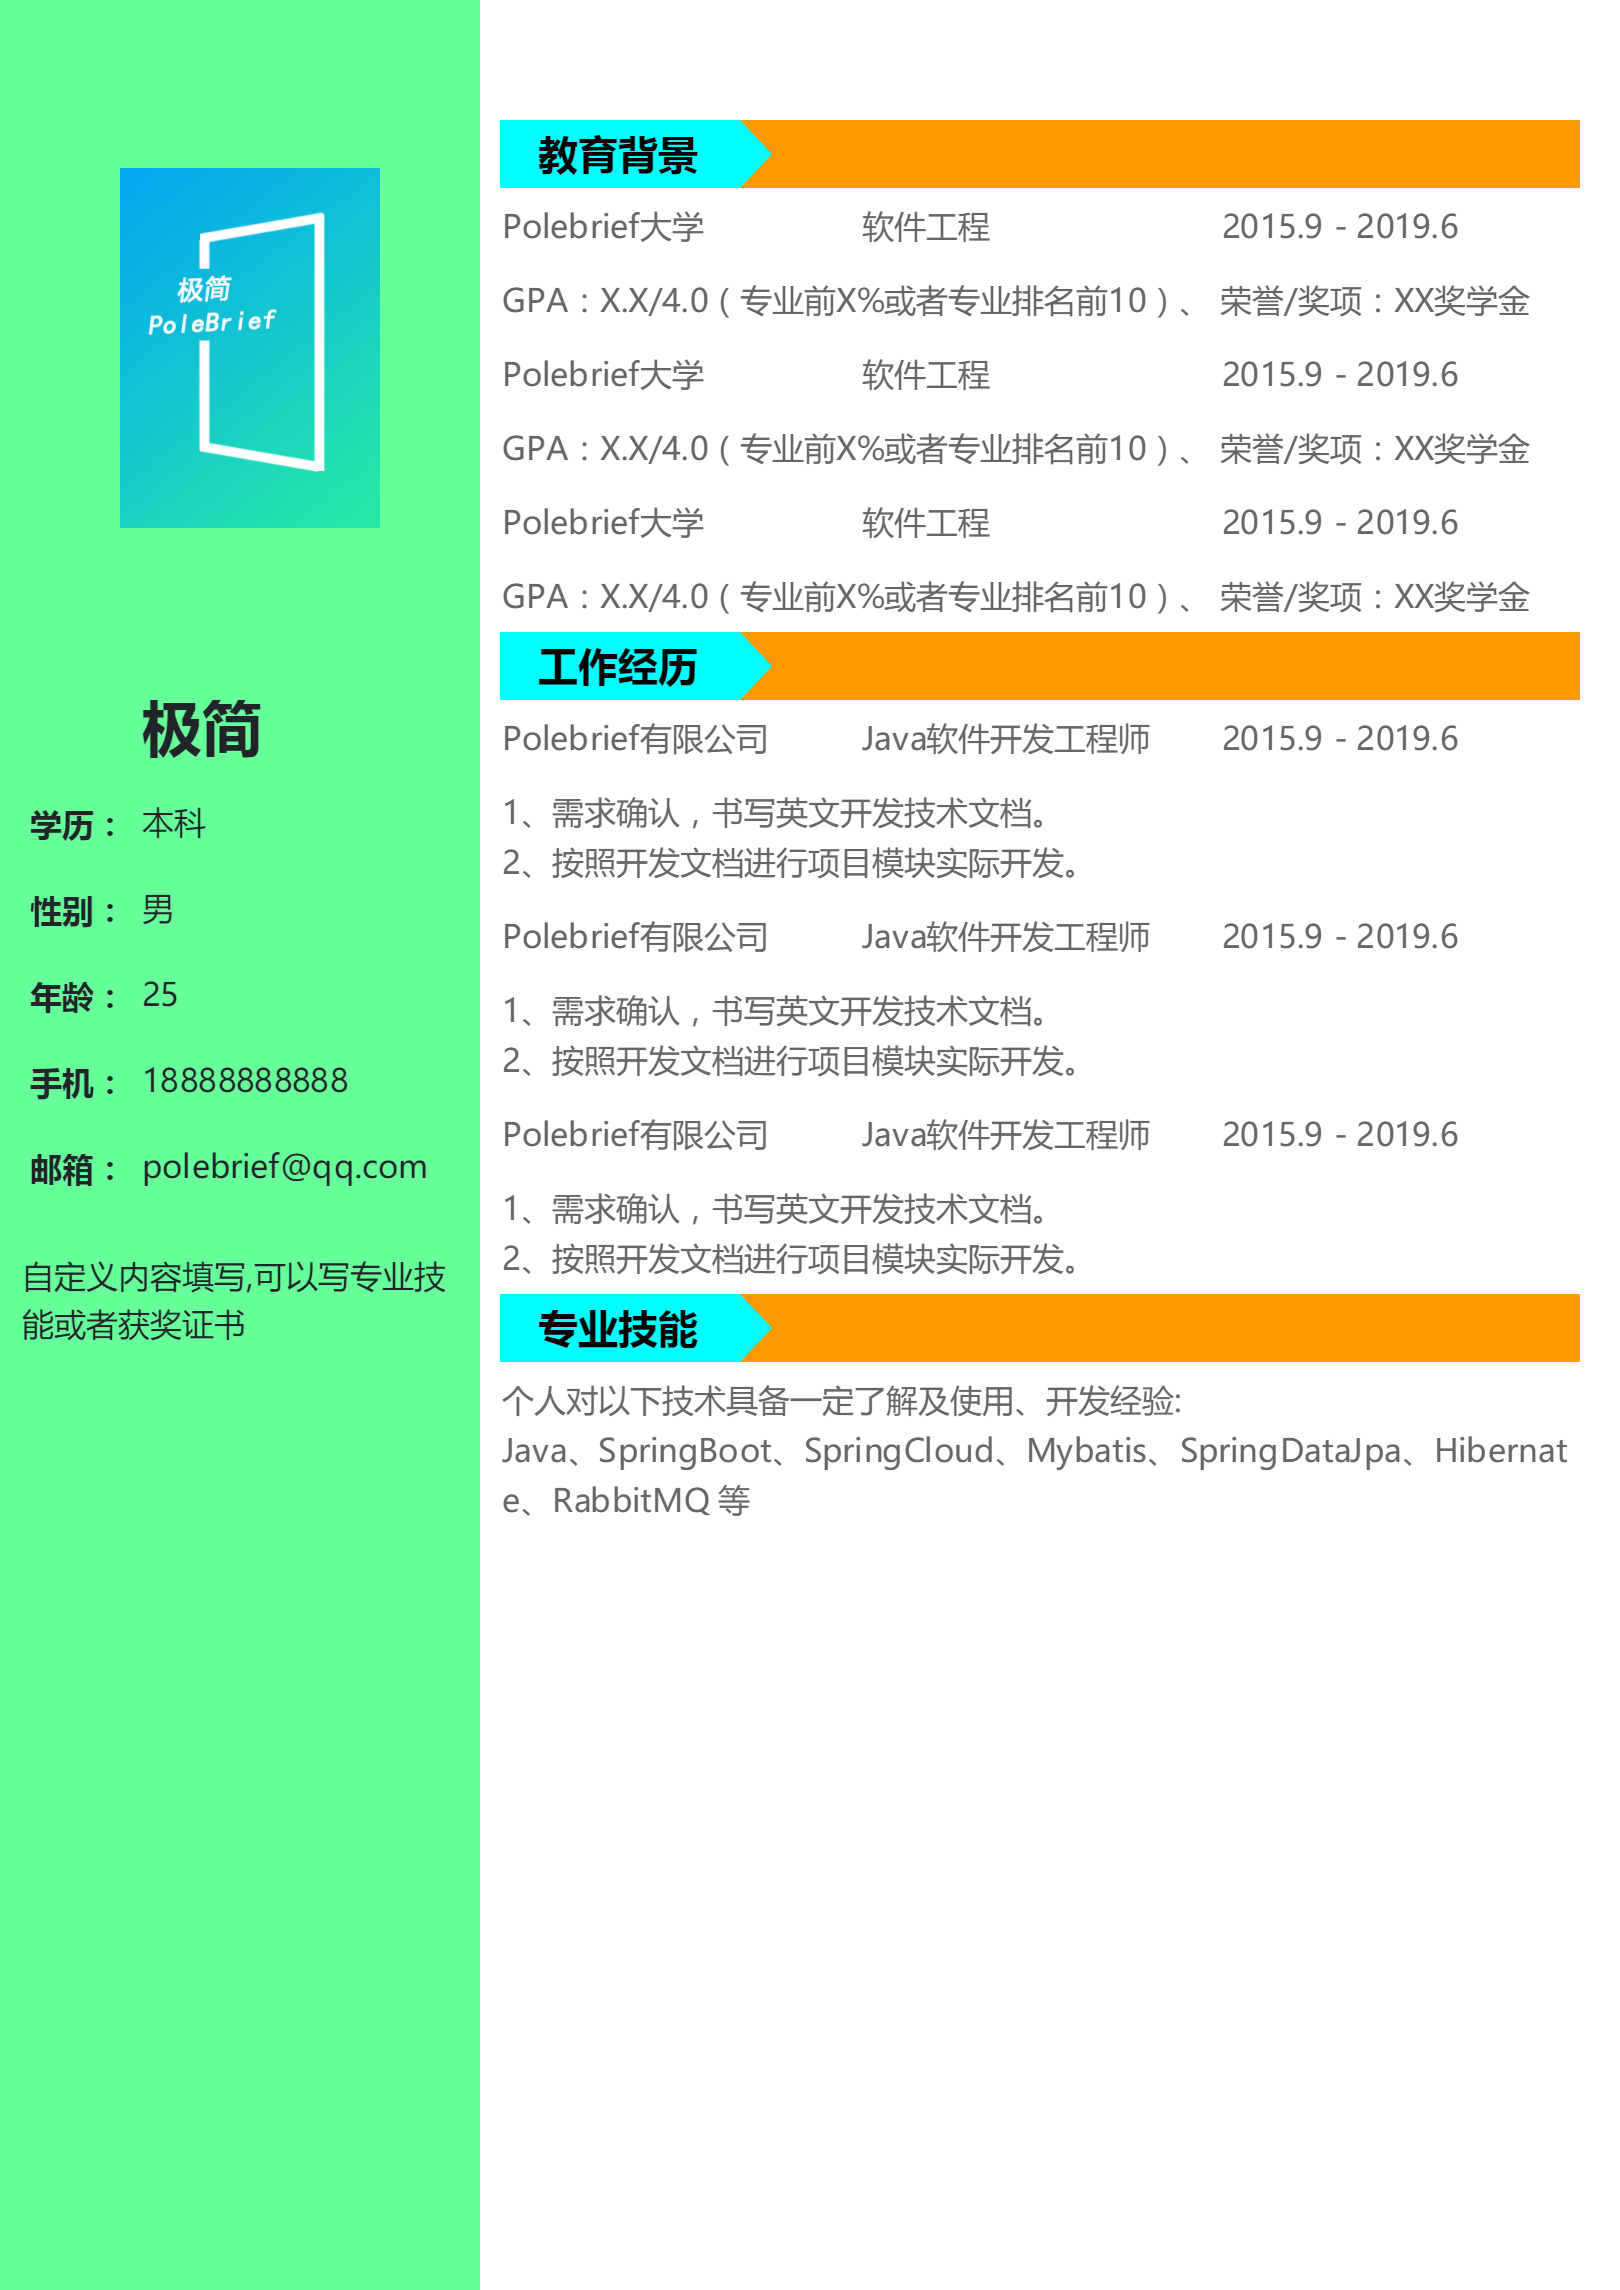 极简
PoleBrief
极简
学历： 本科
性别： 男
年龄： 25
手机： 18888888888
邮箱： polebrief@qq.com
自定义内容填写,可以写专业技
能或者获奖证书
教育背景
Polebrief大学 软件工程 2015.9 - 2019.6
GPA：X.X/4.0（专业前X%或者专业排名前10）、 荣誉/奖项：XX奖学金
Polebrief大学 软件工程 2015.9 - 2019.6
GPA：X.X/4.0（专业前X%或者专业排名前10）、 荣誉/奖项：XX奖学金
Polebrief大学 软件工程 2015.9 - 2019.6
GPA：X.X/4.0（专业前X%或者专业排名前10）、 荣誉/奖项：XX奖学金
工作经历
Polebrief有限公司 Java软件开发工程师 2015.9 - 2019.6
1、需求确认，书写英文开发技术文档。
2、按照开发文档进行项目模块实际开发。
Polebrief有限公司 Java软件开发工程师 2015.9 - 2019.6
1、需求确认，书写英文开发技术文档。
2、按照开发文档进行项目模块实际开发。
Polebrief有限公司 Java软件开发工程师 2015.9 - 2019.6
1、需求确认，书写英文开发技术文档。
2、按照开发文档进行项目模块实际开发。
专业技能
个人对以下技术具备一定了解及使用、开发经验:
Java、SpringBoot、SpringCloud、Mybatis、SpringDataJpa、Hibernat
e、RabbitMQ 等